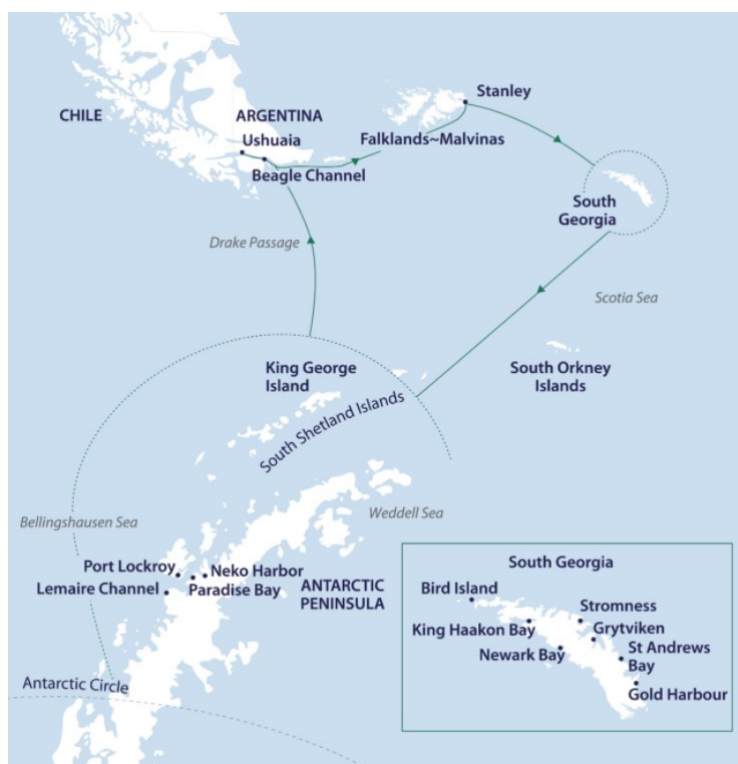 Stanley
CHILE
ARGENTINA
Ushuaia
Falklands~Malvinas
Beagle Channel
South
Georgia
Drake Passage
Scotia Sea
King George
Island
South Orkney
Islands
South Shetland Islands
Bellingshausen Sea
Weddell Sea
Port Lockroy
Neko Harbor
Lemaire Channel
Paradise Bay
ANTARCTIC
PENINSULA
Antarctic Circle
South Georgia
Bird Island
Stromness
King Haakon Bay
Grytviken
Newark Bay
St Andrews
Bay
Gold Harbour